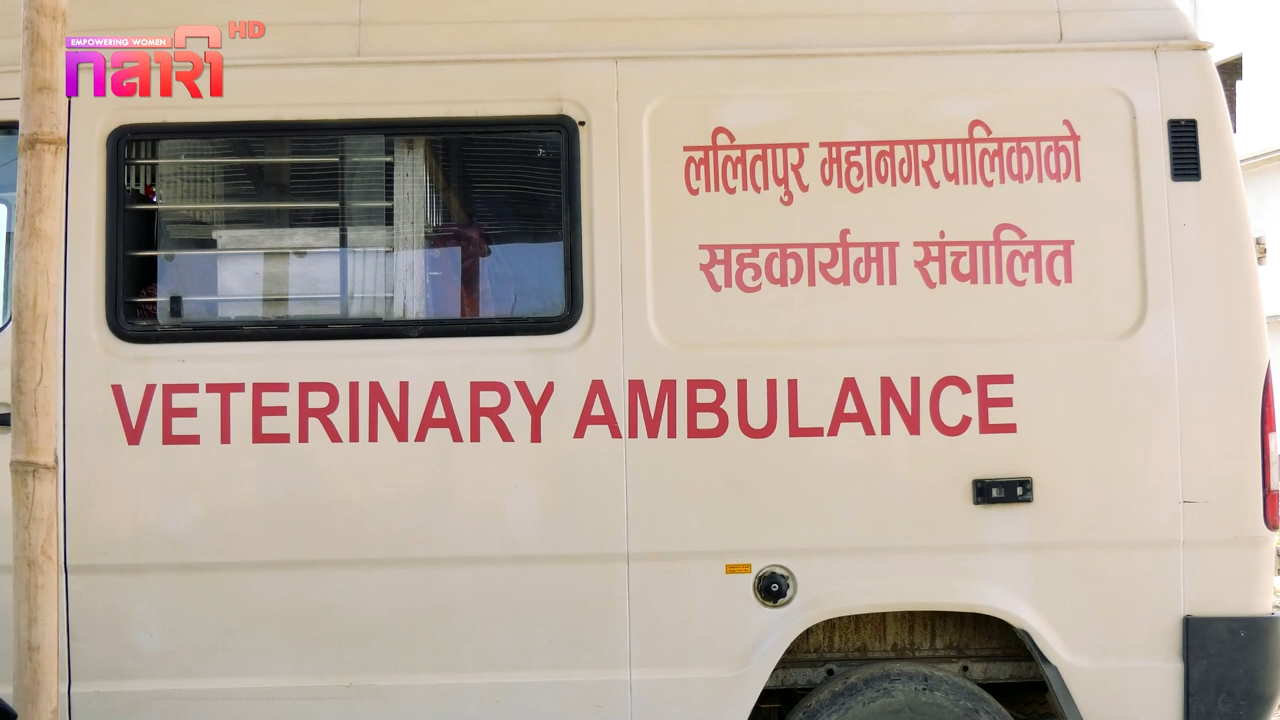 EMPOWERING WOMEN
HD
नारी
ललितपुर महानगरपालिकाको
सहकार्यमा संचालित
VETERINARY AMBULANCE